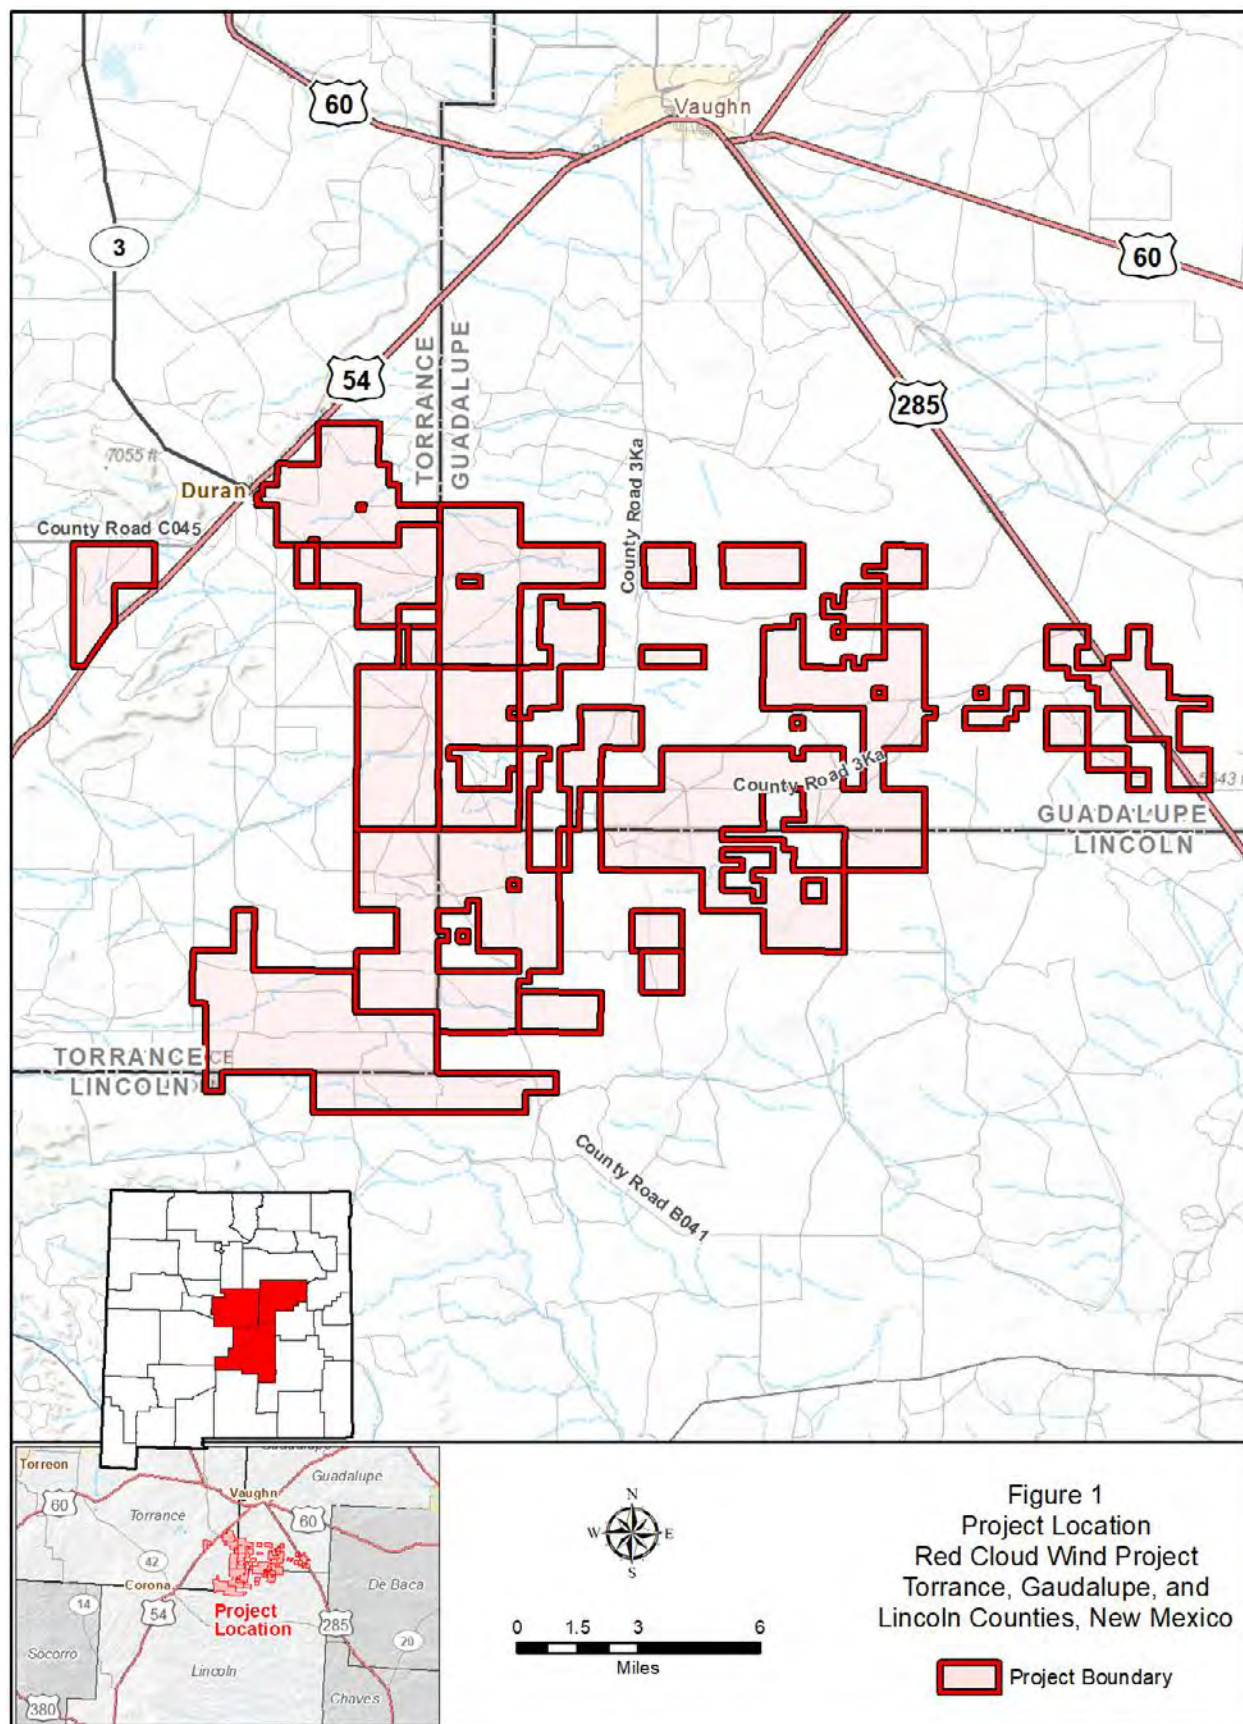 60
Vaughn
3
60
TORRANCE
GUADALUPE
54
285
7055 ft
Duran
County Road 3Ka
County Road C045
County Road 3Ka
5643 f
GUADALUPE
LINCOLN
TORRANCE
CE
LINCOLN
County Road B041
Torreon
Guadalupe
Guadalupe
Vaughn
60
Torrance
60
42
De Baca
Corona
14
54
Project
Location
285
Socorro
20
Lincoln
Chaves
380
N
W
E
S
0
1.5
3
6
Miles
Figure 1
Project Location
Red Cloud Wind Project
Torrance, Gaudalupe, and
Lincoln Counties, New Mexico
Project Boundary